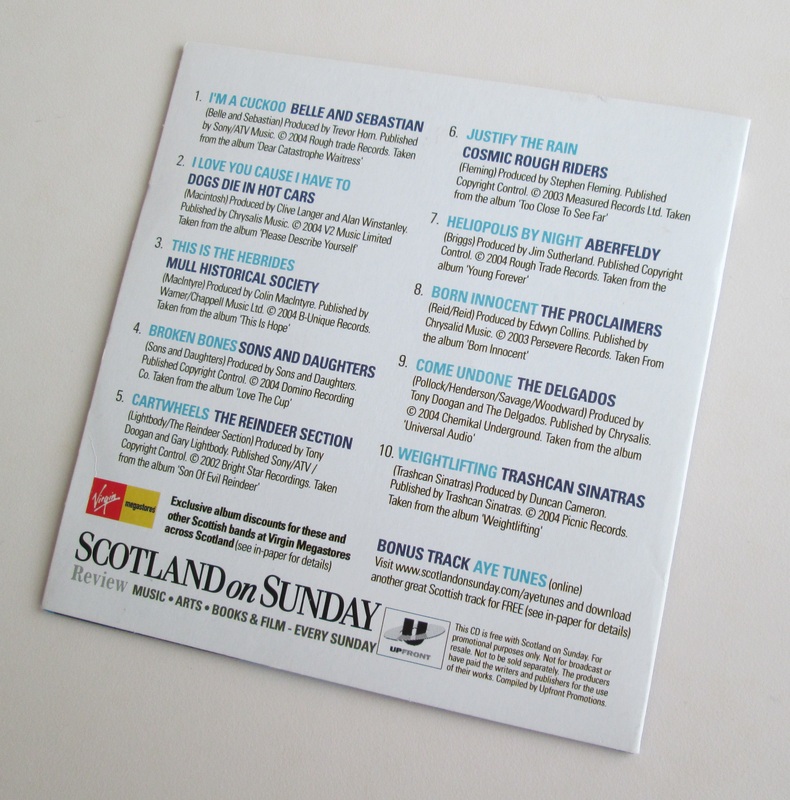 1. I'M A CUCKOO BELLE AND SEBASTIAN
(Belle and Sebastian) Produced by Trevor Horn. Published
by Sony/ATV Music. © 2004 Rough trade Records. Taken
from the album 'Dear Catastrophe Waitress'
2. I LOVE YOU CAUSE I HAVE TO
DOGS DIE IN HOT CARS
(Macintosh) Produced by Clive Langer and Alan Winstanley.
Published by Chrysalis Music. © 2004 V2 Music Limited
Taken from the album 'Please Describe Yourself'
3. THIS IS THE HEBRIDES
MULL HISTORICAL SOCIETY
(MacIntyre) Produced by Colin MacIntyre. Published by
Warner/Chappell Music Ltd. © 2004 B-Unique Records.
Taken from the album 'This Is Hope'
4. BROKEN BONES SONS AND DAUGHTERS
(Sons and Daughters) Produced by Sons and Daughters.
Published Copyright Control. © 2004 Domino Recording
Co. Taken from the album 'Love The Cup'
5. CARTWHEELS THE REINDEER SECTION
(Lightbody/The Reindeer Section) Produced by Tony
Doogan and Gary Lightbody. Published Sony/ATV /
Copyright Control. © 2002 Bright Star Recordings. Taken
from the album 'Son Of Evil Reindeer'
6. JUSTIFY THE RAIN
COSMIC ROUGH RIDERS
(Fleming) Produced by Stephen Fleming. Published
Copyright Control. © 2003 Measured Records Ltd. Taken
from the album 'Too Close To See Far'
7. HELIOPOLIS BY NIGHT ABERFELDY
(Briggs) Produced by Jim Sutherland. Published Copyright
Control. © 2004 Rough Trade Records. Taken from the
album 'Young Forever'
8. BORN INNOCENT THE PROCLAIMERS
(Reid/Reid) Produced by Edwyn Collins. Published by
Chrysalid Music. © 2003 Persevere Records. Taken From
the album 'Born Innocent'
9. COME UNDONE THE DELGADOS
(Pollock/Henderson/Savage/Woodward) Produced by
Tony Doogan and The Delgados. Published by Chrysalis.
© 2004 Chemikal Underground. Taken from the album
'Universal Audio'
10. WEIGHTLIFTING TRASHCAN SINATRAS
(Trashcan Sinatras) Produced by Duncan Cameron.
Published by Trashcan Sinatras. © 2004 Picnic Records.
Taken from the album 'Weightlifting'
BONUS TRACK AYE TUNES (online)
Visit www.scotlandonsunday.com/ayetunes and download
another great Scottish track for FREE (see in-paper for details)
Virgin megastores
Exclusive album discounts for these and
other Scottish bands at Virgin Megastores
across Scotland (see in-paper for details)
SCOTLAND on SUNDAY
Review MUSIC • ARTS • BOOKS & FILM - EVERY SUNDAY
U
UPFRONT
This CD is free with Scotland on Sunday. For
promotional purposes only. Not for broadcast or
resale. Not to be sold separately. The producers
have paid the writers and publishers for the use
of their works. Compiled by Upfront Promotions.